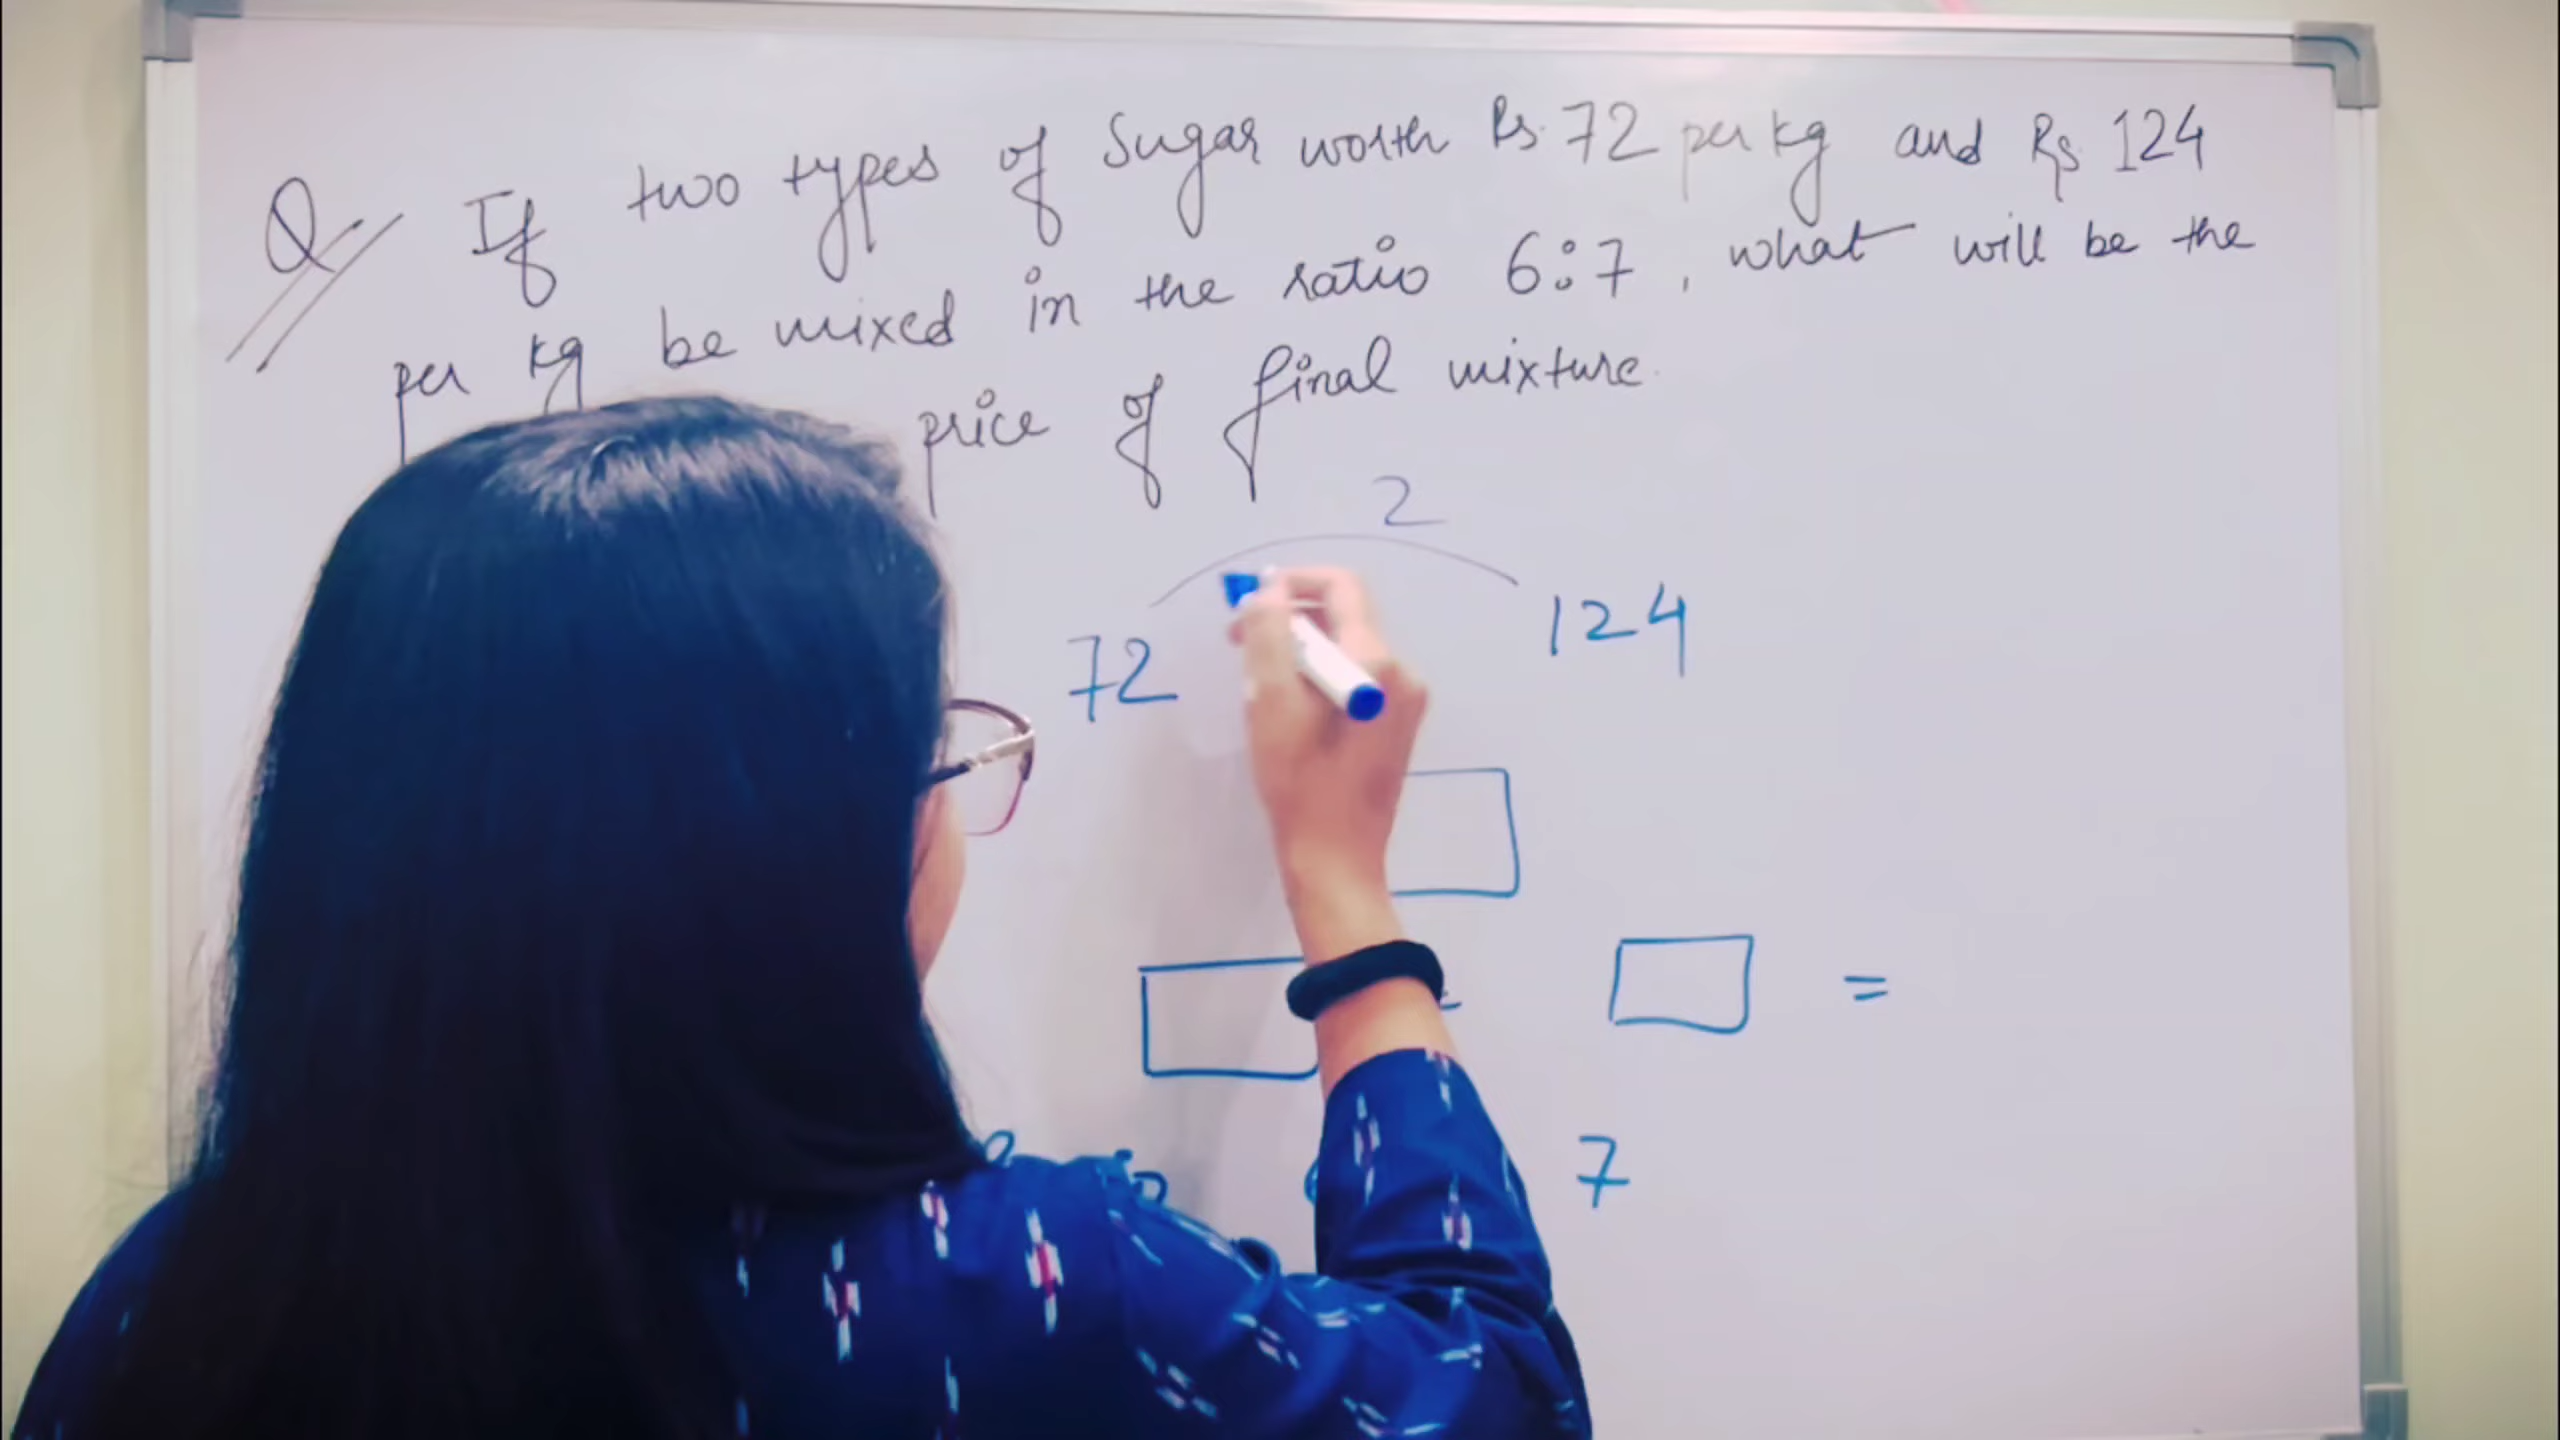 Q If two types of Sugar worth Rs. 72 per kg and Rs 124
per kg be mixed in the ratio 6:7, what will be the
price of final mixture.
2
72 124
=
7